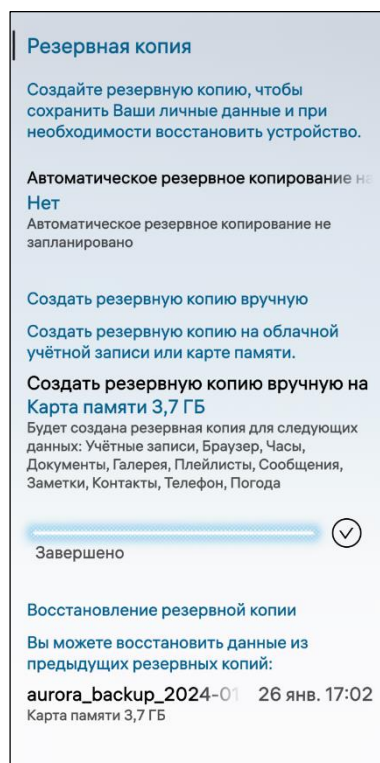 Резервная копия
Создайте резервную копию, чтобы
сохранить Ваши личные данные и при
необходимости восстановить устройство.
Автоматическое резервное копирование на
Нет
Автоматическое резервное копирование не
запланировано
Создать резервную копию вручную
Создать резервную копию на облачной
учётной записи или карте памяти.
Создать резервную копию вручную на
Карта памяти 3,7 ГБ
Будет создана резервная копия для следующих
данных: Учётные записи, Браузер, Часы,
Документы, Галерея, Плейлисты, Сообщения,
Заметки, Контакты, Телефон, Погода
Завершено
Восстановление резервной копии
Вы можете восстановить данные из
предыдущих резервных копий:
aurora_backup_2024-01 26 янв. 17:02
Карта памяти 3,7 ГБ